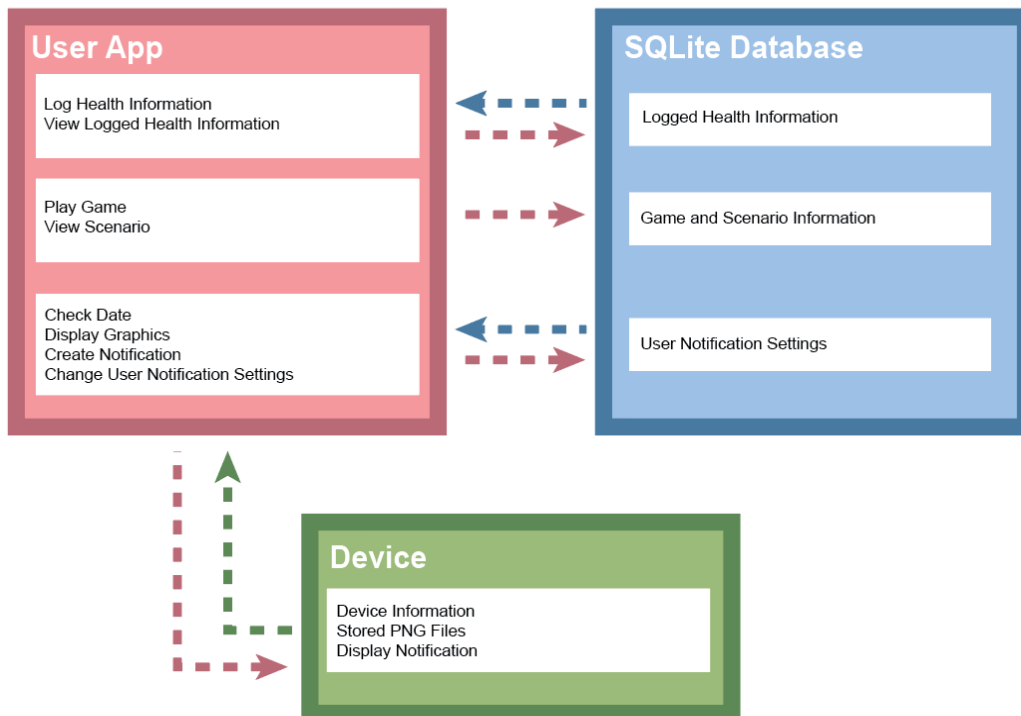 User App
Log Health Information
View Logged Health Information
Play Game
View Scenario
Check Date
Display Graphics
Create Notification
Change User Notification Settings
SQLite Database
Logged Health Information
Game and Scenario Information
User Notification Settings
Device
Device Information
Stored PNG Files
Display Notification